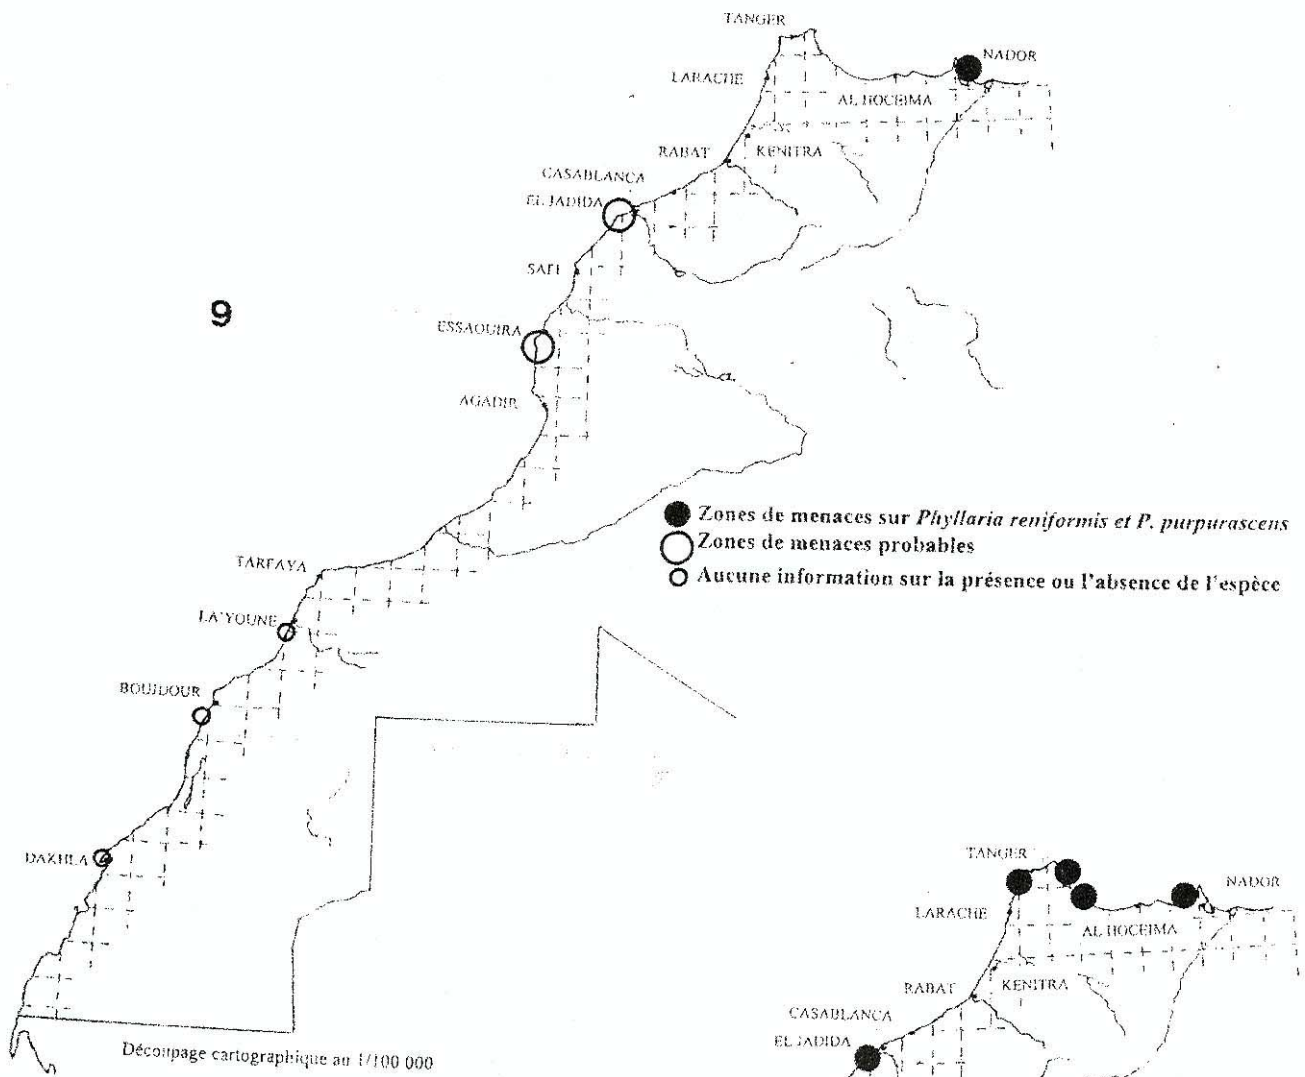 TANGER
NADOR
LARACHE
AL HOCEIMA
RABAT
KENITRA
CASABLANCA
EL JADIDA
SAFI
9
ESSAOUIRA
AGADIR
Zones de menaces sur Phyllaria reniformis et P. purpurascens
Zones de menaces probables
Aucune information sur la présence ou l'absence de l'espèce
TARFAYA
LA'YOUNE
BOUJDOUR
DAKHLA
Découpage cartographique au 1/100 000
TANGER
NADOR
LARACHE
AL HOCEIMA
RABAT
KENITRA
CASABLANCA
EL JADIDA